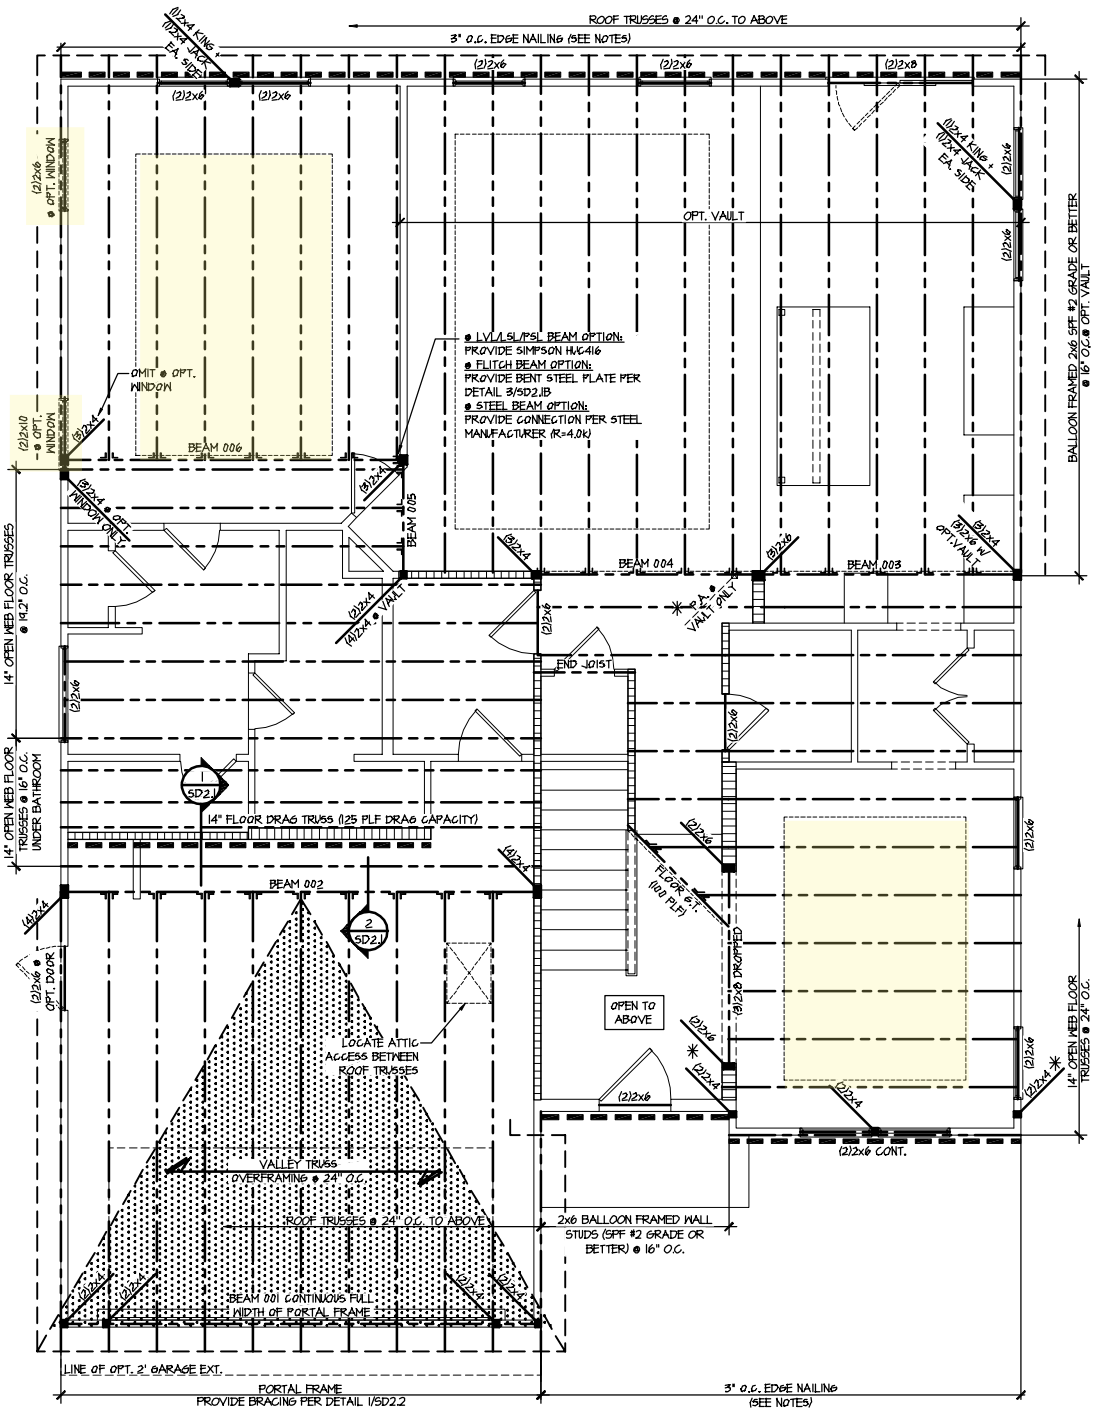 ROOF TRUSSES @ 24" O.C. TO ABOVE
3" O.C. EDGE NAILING (SEE NOTES)
(1)2x4 KING +
(1)2x4 JACK
EA. SIDE
(2)2x6
(2)2x6
(2)2x6
(2)2x6
(2)2x8
(2)2x6
@ OPT. WINDOW
(1)2x4 KING +
(1)2x4 JACK
EA. SIDE
(2)2x6
(2)2x6
OPT. VAULT
BALLOON FRAMED 2x6 SPF #2 GRADE OR BETTER
@ 16" O.C.@ OPT. VAULT
@ LVL/LSL/PSL BEAM OPTION:
PROVIDE SIMPSON HUC416
@ FLITCH BEAM OPTION:
PROVIDE BENT STEEL PLATE PER
DETAIL 3/SD2.1B
@ STEEL BEAM OPTION:
PROVIDE CONNECTION PER STEEL
MANUFACTURER (R=4.0K)
OMIT @ OPT.
WINDOW
(2)2x10
@ OPT.
WINDOW
(3)2x4
BEAM 006
(3)2x4 @ OPT.
WINDOW ONLY
(3)2x4
BEAM 005
14" OPEN WEB FLOOR TRUSSES
@ 19.2" O.C.
(3)2x4
BEAM 004
(3)2x6
BEAM 003
(3)2x4
(3)2x6 W/
OPT.VAULT
(2)2x4
(4)2x4 @ VAULT
(2)2x6
P.A. @
VAULT ONLY
END JOIST
(2)2x6
(2)2x6
14" OPEN WEB FLOOR
TRUSSES @ 16" O.C.
UNDER BATHROOM
1
SD2.1
14" FLOOR DRAG TRUSS (125 PLF DRAG CAPACITY)
(2)2x6
(2)2x6
(4)2x4
BEAM 002
FLOOR G.T.
(100 PLF)
(4)2x4
2
SD2.1
(3)2x8 DROPPED
(2)2x6 @
OPT. DOOR
OPEN TO
ABOVE
LOCATE ATTIC
ACCESS BETWEEN
ROOF TRUSSES
(2)2x6
(2)2x6
14" OPEN WEB FLOOR
TRUSSES @ 24" O.C.
(2)2x4
(2)2x4
(2)2x4
(2)2x6
(2)2x6 CONT.
VALLEY TRUSS
OVERFRAMING @ 24" O.C.
ROOF TRUSSES @ 24" O.C. TO ABOVE
2x6 BALLOON FRAMED WALL
STUDS (SPF #2 GRADE OR
BETTER) @ 16" O.C.
(2)2x4
(2)2x4
(2)2x4
(2)2x4
BEAM 001 CONTINUOUS FULL
WIDTH OF PORTAL FRAME
LINE OF OPT. 2' GARAGE EXT.
PORTAL FRAME
PROVIDE BRACING PER DETAIL 1/SD2.2
3" O.C. EDGE NAILING
(SEE NOTES)